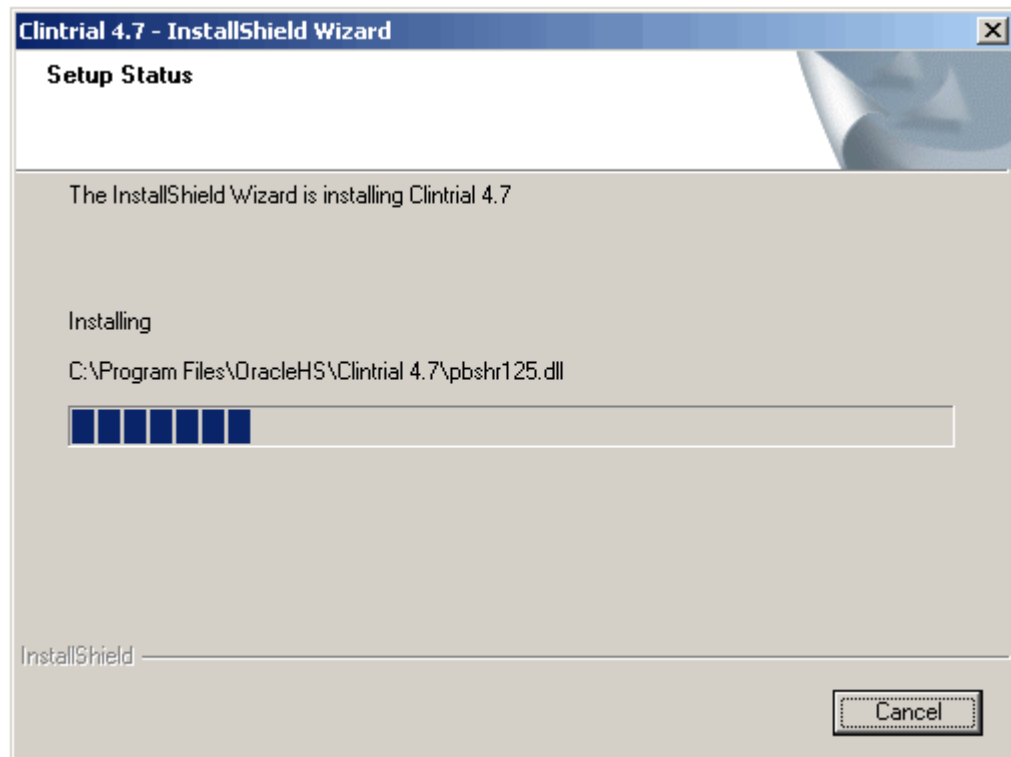 Clintrial 4.7 - InstallShield Wizard
Setup Status
The InstallShield Wizard is installing Clintrial 4.7
Installing
C:\Program Files\OracleHS\Clintrial 4.7\pbshr125.dll
InstallShield
Cancel